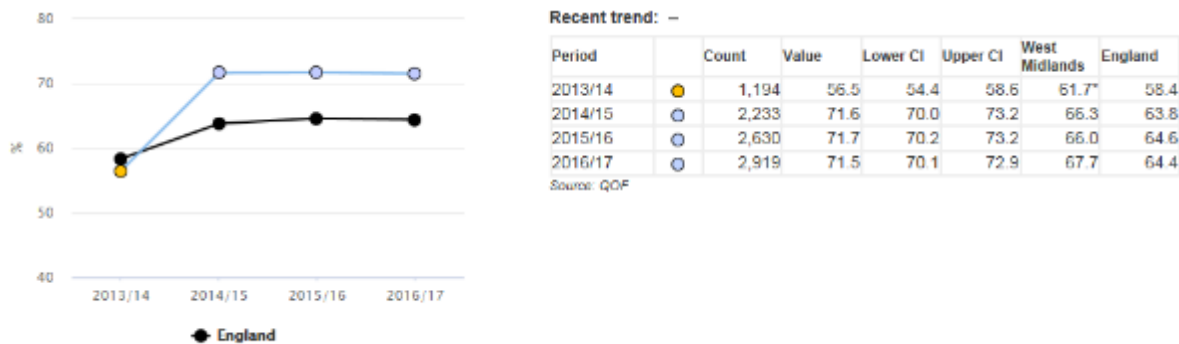 80
70
60
50
40
%
2013/14 2014/15 2015/16 2016/17
England
Recent trend: –
Period Count Value Lower CI Upper CI West Midlands England
2013/14 1,194 56.5 54.4 58.6 61.7* 58.4
2014/15 2,233 71.6 70.0 73.2 66.3 63.8
2015/16 2,630 71.7 70.2 73.2 66.0 64.6
2016/17 2,919 71.5 70.1 72.9 67.7 64.4
Source: QOF